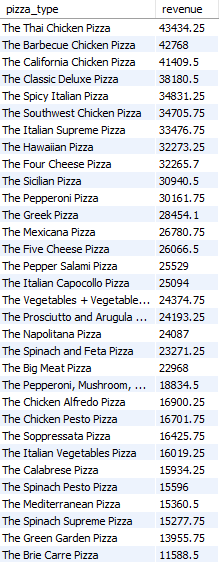 pizza_type revenue
The Thai Chicken Pizza 43434.25
The Barbecue Chicken Pizza 42768
The California Chicken Pizza 41409.5
The Classic Deluxe Pizza 38180.5
The Spicy Italian Pizza 34831.25
The Southwest Chicken Pizza 34705.75
The Italian Supreme Pizza 33476.75
The Hawaiian Pizza 32273.25
The Four Cheese Pizza 32265.7
The Sicilian Pizza 30940.5
The Pepperoni Pizza 30161.75
The Greek Pizza 28454.1
The Mexicana Pizza 26780.75
The Five Cheese Pizza 26066.5
The Pepper Salami Pizza 25529
The Italian Capocollo Pizza 25094
The Vegetables + Vegetable... 24374.75
The Prosciutto and Arugula ... 24193.25
The Napolitana Pizza 24087
The Spinach and Feta Pizza 23271.25
The Big Meat Pizza 22968
The Pepperoni, Mushroom, ... 18834.5
The Chicken Alfredo Pizza 16900.25
The Chicken Pesto Pizza 16701.75
The Soppressata Pizza 16425.75
The Italian Vegetables Pizza 16019.25
The Calabrese Pizza 15934.25
The Spinach Pesto Pizza 15596
The Mediterranean Pizza 15360.5
The Spinach Supreme Pizza 15277.75
The Green Garden Pizza 13955.75
The Brie Carre Pizza 11588.5